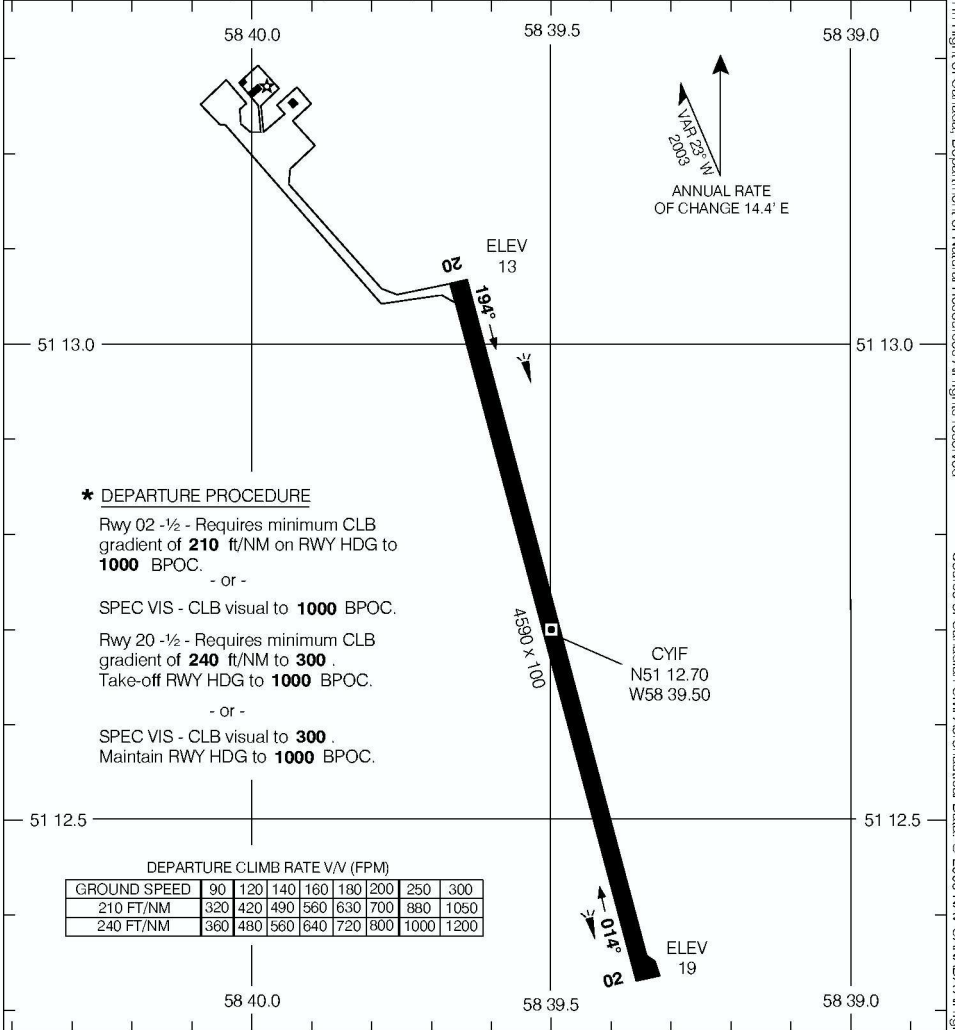 58 40.0
58 39.5
58 39.0
VAR 23° W
2003
ANNUAL RATE
OF CHANGE 14.4' E
ELEV
13
20
194°
51 13.0
51 13.0
* DEPARTURE PROCEDURE
Rwy 02 -½ - Requires minimum CLB
gradient of 210 ft/NM on RWY HDG to
1000 BPOC.
- or -
SPEC VIS - CLB visual to 1000 BPOC.
Rwy 20 -½ - Requires minimum CLB
gradient of 240 ft/NM to 300 .
Take-off RWY HDG to 1000 BPOC.
- or -
SPEC VIS - CLB visual to 300 .
Maintain RWY HDG to 1000 BPOC.
4590 x 100
CYIF
N51 12.70
W58 39.50
51 12.5
51 12.5
DEPARTURE CLIMB RATE V/V (FPM)
GROUND SPEED 90 120 140 160 180 200 250 300
210 FT/NM 320 420 490 560 630 700 880 1050
240 FT/NM 360 480 560 640 720 800 1000 1200
014°
02
ELEV
19
58 40.0
58 39.5
58 39.0